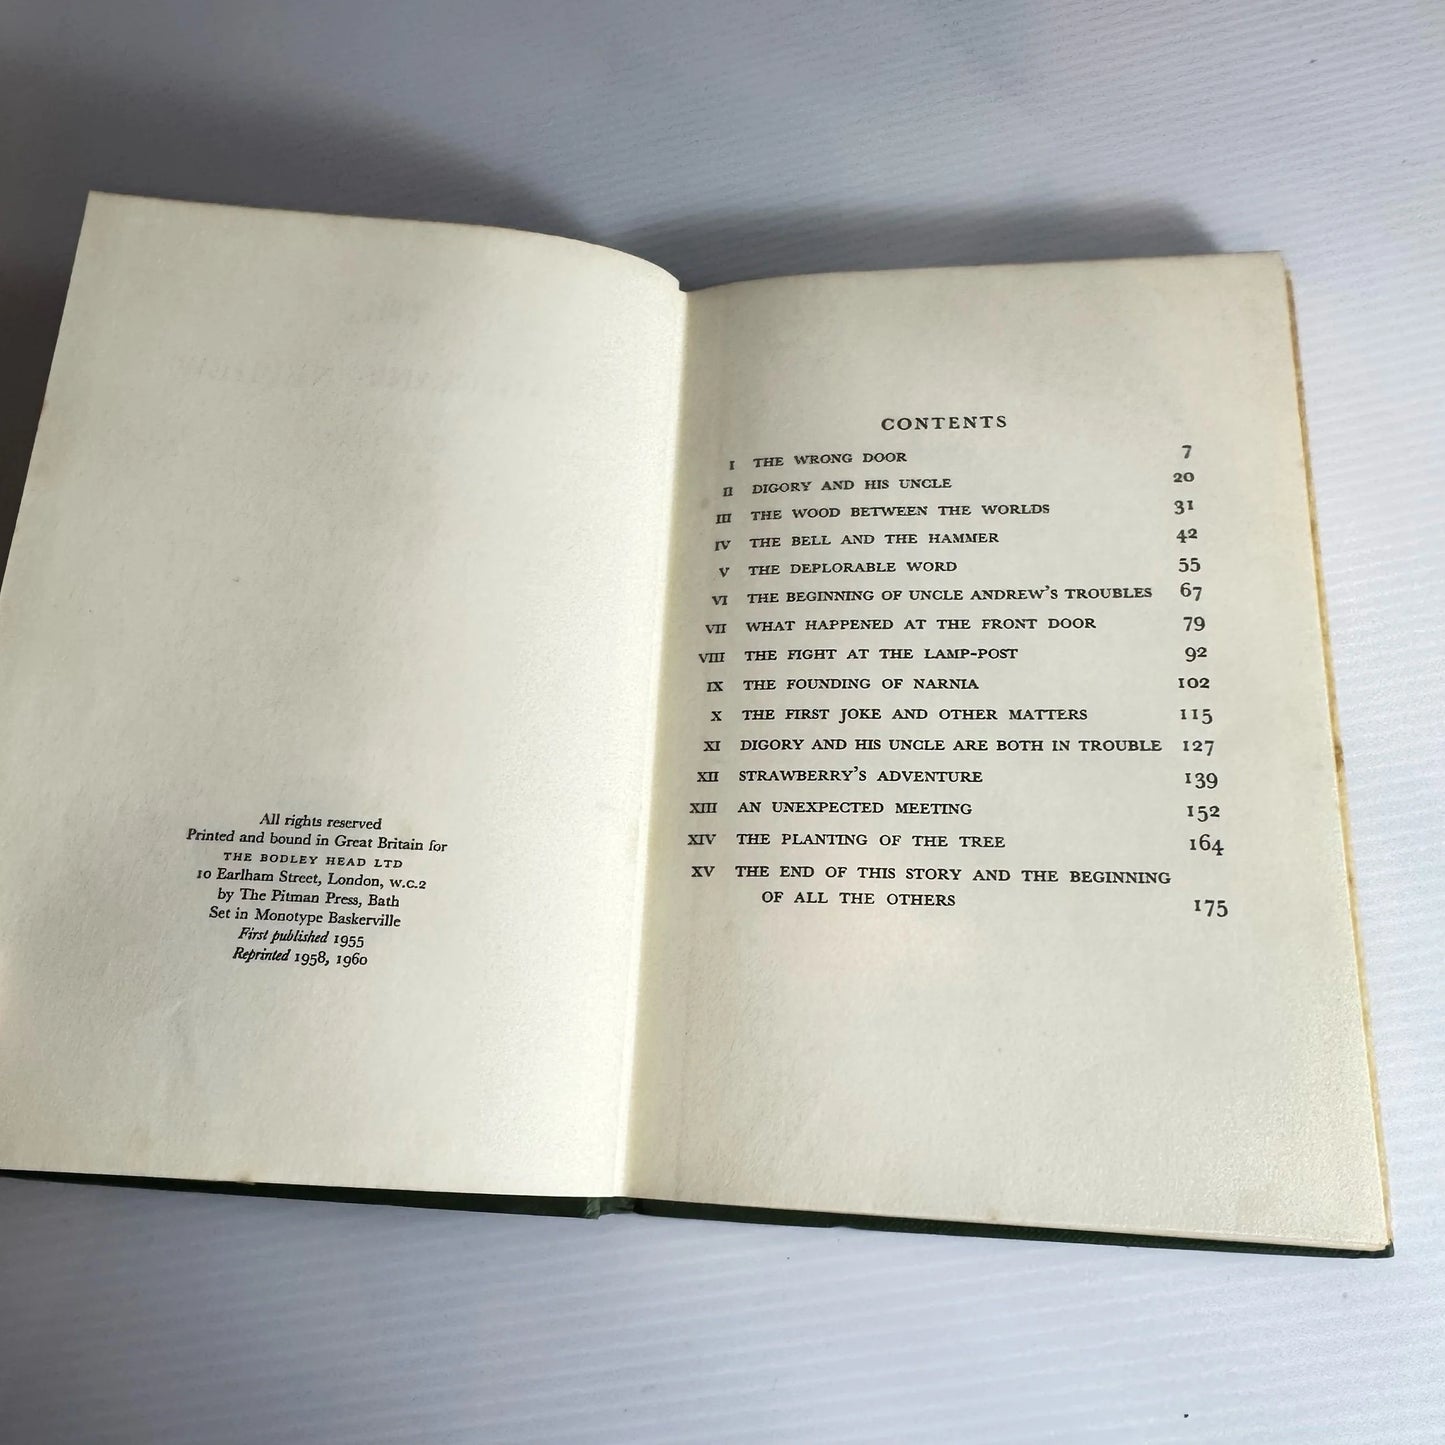 All rights reserved
Printed and bound in Great Britain for
THE BODLEY HEAD LTD
10 Earlham Street, London, W.C.2
by The Pitman Press, Bath
Set in Monotype Baskerville
First published 1955
Reprinted 1958, 1960
CONTENTS
I THE WRONG DOOR 7
II DIGORY AND HIS UNCLE 20
III THE WOOD BETWEEN THE WORLDS 31
IV THE BELL AND THE HAMMER 42
V THE DEPLORABLE WORD 55
VI THE BEGINNING OF UNCLE ANDREW'S TROUBLES 67
VII WHAT HAPPENED AT THE FRONT DOOR 79
VIII THE FIGHT AT THE LAMP-POST 92
IX THE FOUNDING OF NARNIA 102
X THE FIRST JOKE AND OTHER MATTERS 115
XI DIGORY AND HIS UNCLE ARE BOTH IN TROUBLE 127
XII STRAWBERRY'S ADVENTURE 139
XIII AN UNEXPECTED MEETING 152
XIV THE PLANTING OF THE TREE 164
XV THE END OF THIS STORY AND THE BEGINNING
OF ALL THE OTHERS 175